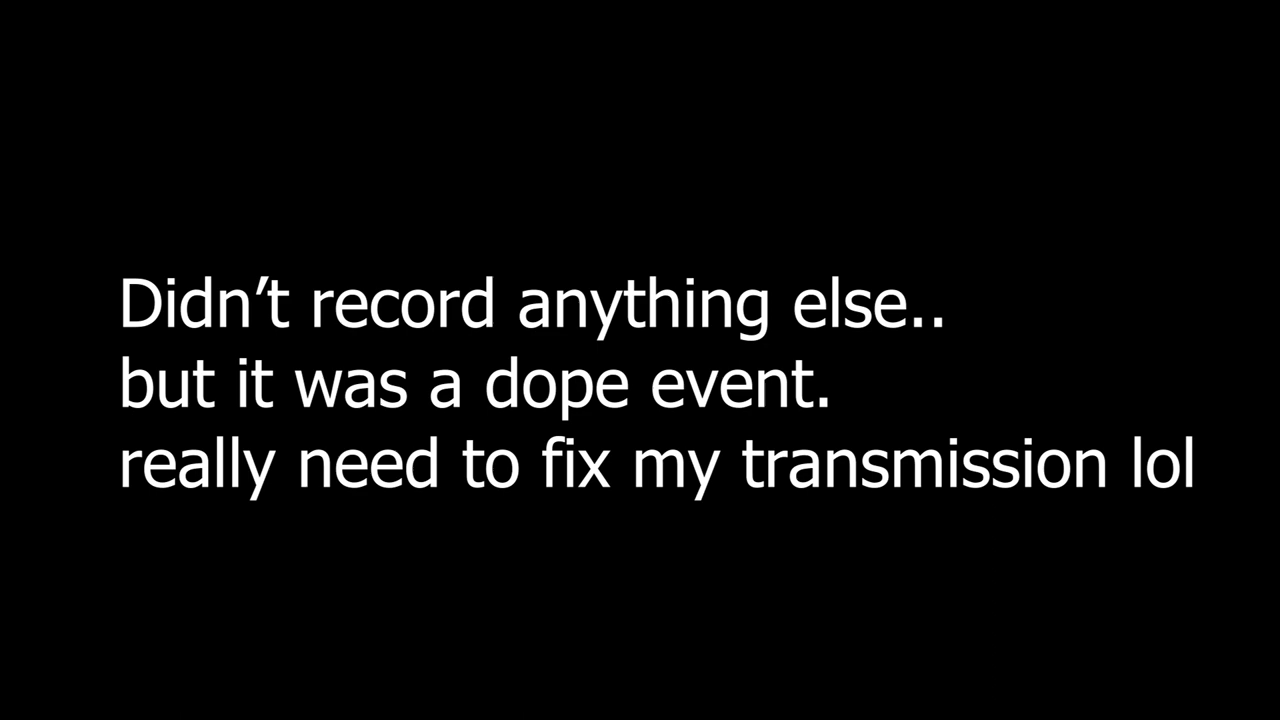 Didn’t record anything else..
but it was a dope event.
really need to fix my transmission lol